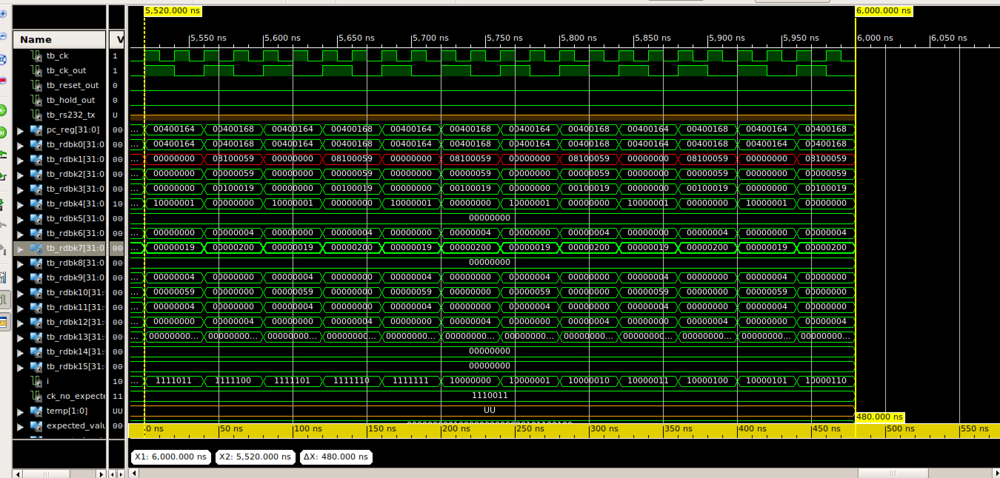 5,520.000 ns 6,000.000 ns
5,550 ns 5,600 ns 5,650 ns 5,700 ns 5,750 ns 5,800 ns 5,850 ns 5,900 ns 5,950 ns 6,000 ns 6,050 ns
Name V
tb_ck 1
tb_ck_out 1
tb_reset_out 0
tb_hold_out 0
tb_rs232_tx U
pc_reg[31:0] 00 ... 00400164 00400168 00400164 00400168 00400164 00400168 00400164 00400168 00400164 00400168 00400164 00400168
tb_rdbk0[31:0 00 ... 00400164 00400168 00400164 00400168 00400164 00400168 00400164 00400168 00400164 00400168 00400164 00400168
tb_rdbk1[31:0 00 ... 00000000 08100059 00000000 08100059 00000000 08100059 00000000 08100059 00000000 08100059 00000000 08100059
tb_rdbk2[31:0 00 ... 00000000 00000059 00000000 00000059 00000000 00000059 00000000 00000059 00000000 00000059 00000000 00000059
tb_rdbk3[31:0 00 ... 00000000 00100019 00000000 00100019 00000000 00100019 00000000 00100019 00000000 00100019 00000000 00100019
tb_rdbk4[31:0 10 ... 10000001 00000000 10000001 00000000 10000001 00000000 10000001 00000000 10000001 00000000 10000001 00000000
tb_rdbk5[31:0 00 00000000
tb_rdbk6[31:0 00 ... 00000000 00000004 00000000 00000004 00000000 00000004 00000000 00000004 00000000 00000004 00000000 00000004
tb_rdbk7[31:0 00 ... 00000019 00000200 00000019 00000200 00000019 00000200 00000019 00000200 00000019 00000200 00000019 00000200
tb_rdbk8[31:0 00 00000000
tb_rdbk9[31:0 00 ... 00000004 00000000 00000004 00000000 00000004 00000000 00000004 00000000 00000004 00000000 00000004 00000000
tb_rdbk10[31: 00 ... 00000059 00000000 00000059 00000000 00000059 00000000 00000059 00000000 00000059 00000000 00000059 00000000
tb_rdbk11[31: 00 ... 00000004 00000000 00000004 00000000 00000004 00000000 00000004 00000000 00000004 00000000 00000004 00000000
tb_rdbk12[31: 00 ... 00000000 00000004 00000000 00000004 00000000 00000004 00000000 00000004 00000000 00000004 00000000 00000004
tb_rdbk13[31: 00 ... 00000000... 00000000... 00000000... 00000000... 00000000... 00000000... 00000000... 00000000... 00000000... 00000000... 00000000... 00000000...
tb_rdbk14[31: 00 00000000
tb_rdbk15[31: 00 00000000
i 10 ... 1111011 1111100 1111101 1111110 1111111 10000000 10000001 10000010 10000011 10000100 10000101 10000110
ck_no_expecte 11 1110011
temp[1:0] UU UU
expected_valu 00
480.000 ns
0 ns 50 ns 100 ns 150 ns 200 ns 250 ns 300 ns 350 ns 400 ns 450 ns 500 ns 550 ns
X1: 6,000.000 ns X2: 5,520.000 ns ΔX: 480.000 ns